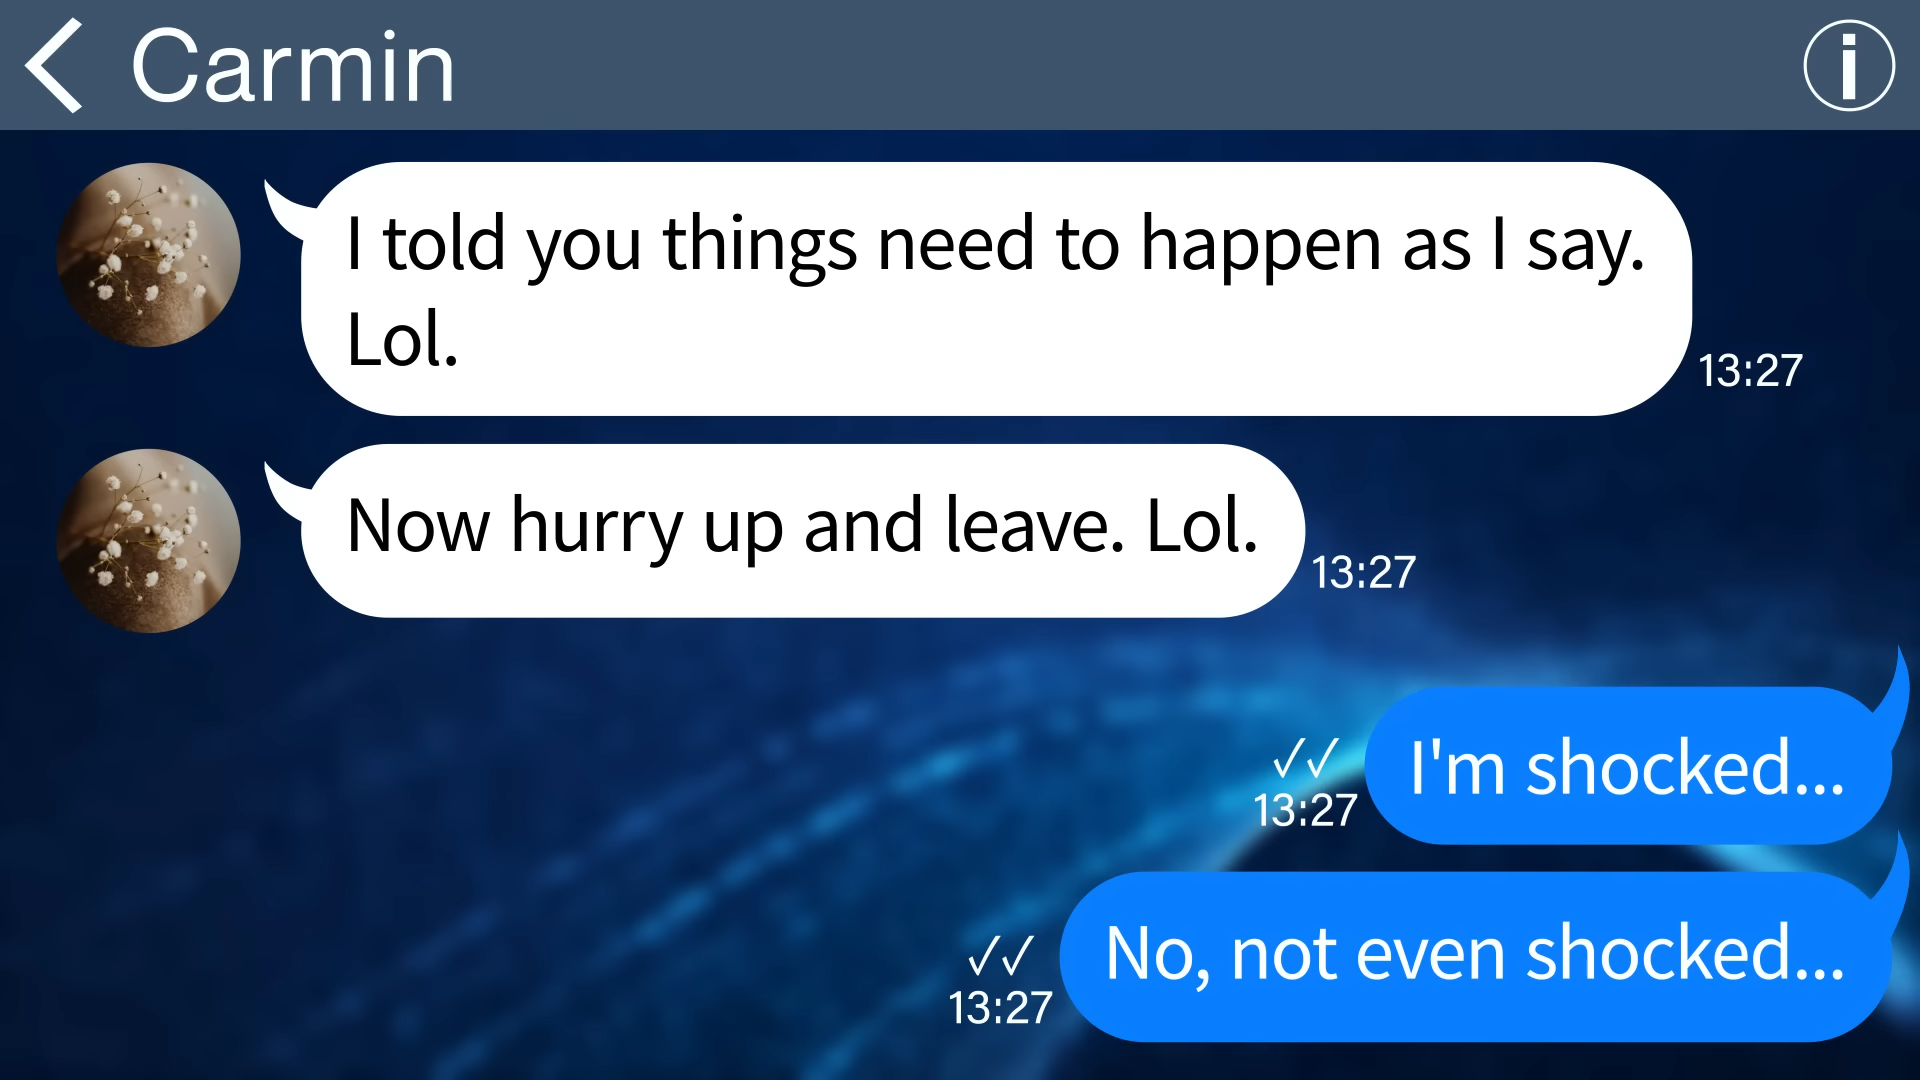 Carmin
I told you things need to happen as I say.
Lol.
13:27
Now hurry up and leave. Lol.
13:27
I'm shocked...
13:27
No, not even shocked...
13:27